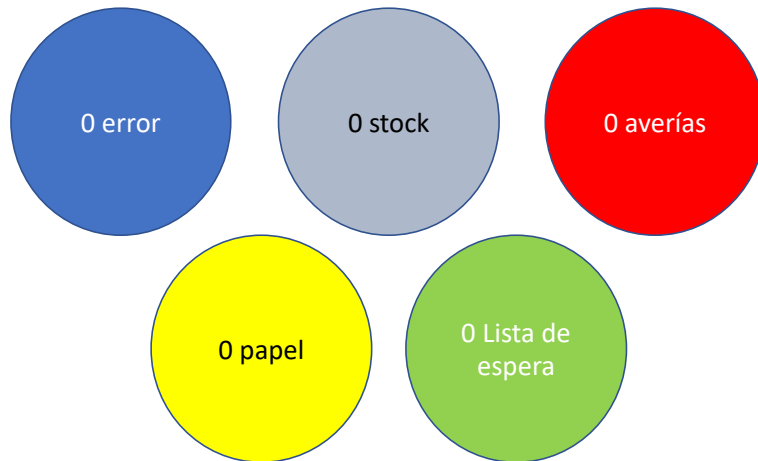 0 error
0 stock
0 averías
0 papel
0 Lista de
espera